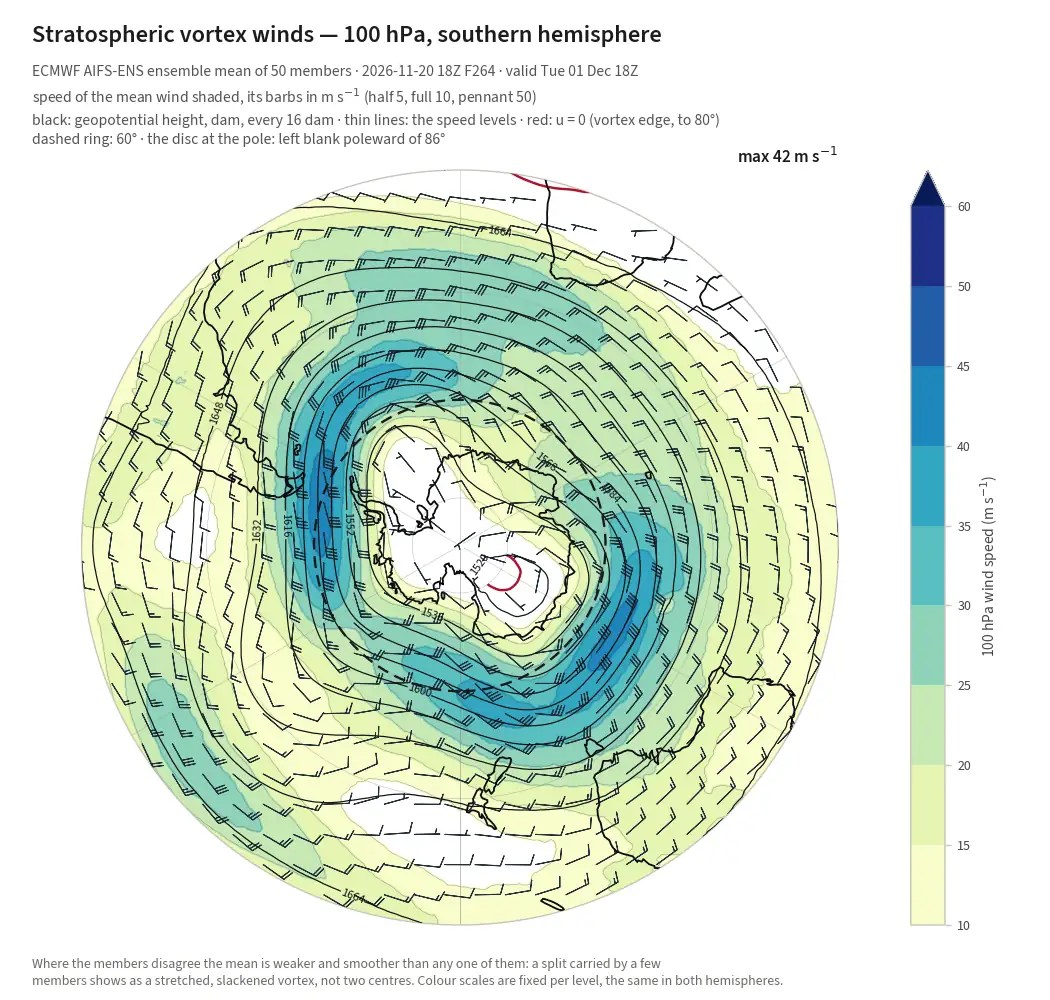 Stratospheric vortex winds — 100 hPa, southern hemisphere
ECMWF AIFS-ENS ensemble mean of 50 members · 2026-11-20 18Z F264 · valid Tue 01 Dec 18Z
speed of the mean wind shaded, its barbs in m s⁻¹ (half 5, full 10, pennant 50)
black: geopotential height, dam, every 16 dam · thin lines: the speed levels · red: u = 0 (vortex edge, to 80°)
dashed ring: 60° · the disc at the pole: left blank poleward of 86°
max 42 m s⁻¹
60
50
45
40
35
30
25
20
15
10
100 hPa wind speed (m s⁻¹)
1664
1648
1632
1616
1552
1584
1520
1600
1664
Where the members disagree the mean is weaker and smoother than any one of them: a split carried by a few
members shows as a stretched, slackened vortex, not two centres. Colour scales are fixed per level, the same in both hemispheres.